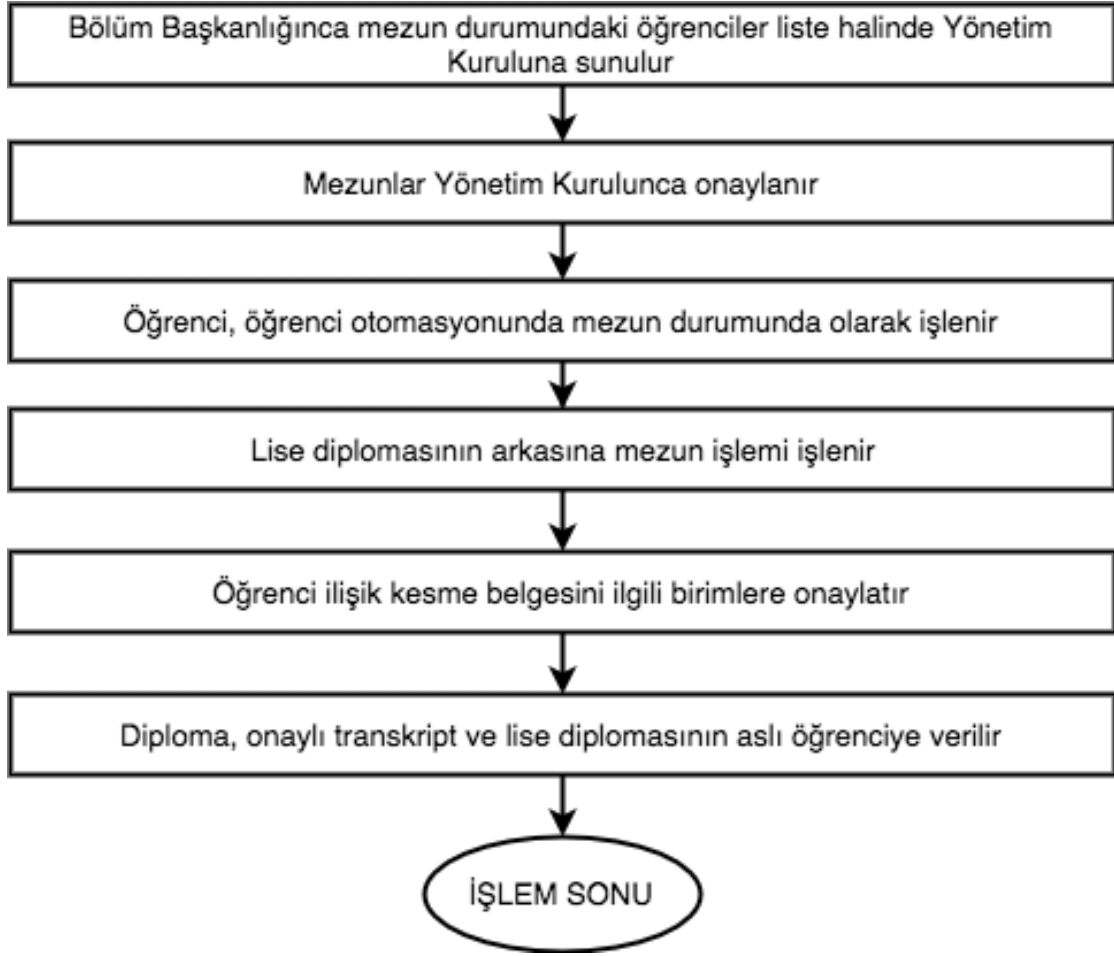 Bölüm Başkanlığınca mezun durumundaki öğrenciler liste halinde Yönetim
Kuruluna sunulur
Mezunlar Yönetim Kurulunca onaylanır
Öğrenci, öğrenci otomasyonunda mezun durumunda olarak işlenir
Lise diplomasının arkasına mezun işlemi işlenir
Öğrenci ilişik kesme belgesini ilgili birimlere onaylatır
Diploma, onaylı transkript ve lise diplomasının aslı öğrenciye verilir
İŞLEM SONU